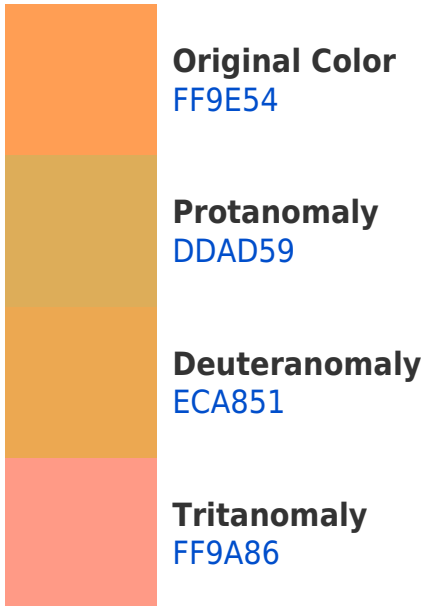 Original Color
FF9E54
Protanomaly
DDAD59
Deuteranomaly
ECA851
Tritanomaly
FF9A86